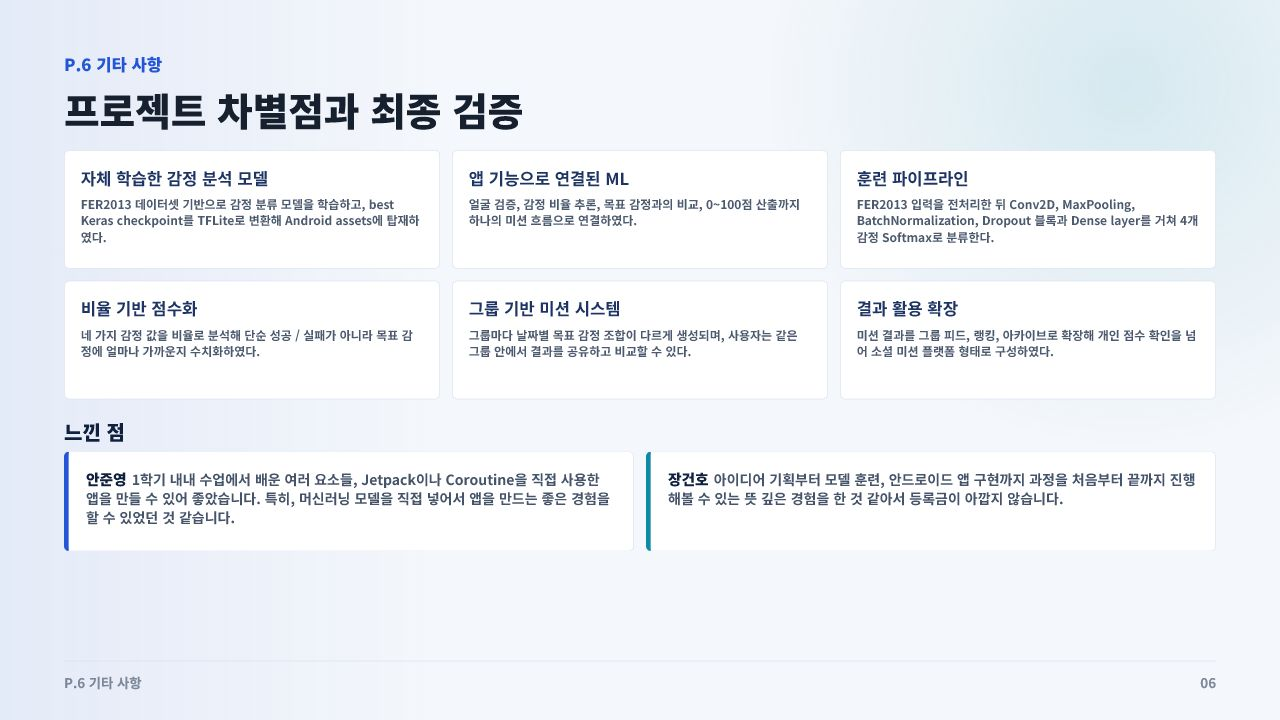 P.6 기타 사항
프로젝트 차별점과 최종 검증
자체 학습한 감정 분석 모델
FER2013 데이터셋 기반으로 감정 분류 모델을 학습하고, best
Keras checkpoint를 TFLite로 변환해 Android assets에 탑재하
였다.
앱 기능으로 연결된 ML
얼굴 검증, 감정 비율 추론, 목표 감정과의 비교, 0~100점 산출까지
하나의 미션 흐름으로 연결하였다.
훈련 파이프라인
FER2013 입력을 전처리한 뒤 Conv2D, MaxPooling,
BatchNormalization, Dropout 블록과 Dense layer를 거쳐 4개
감정 Softmax로 분류한다.
비율 기반 점수화
네 가지 감정 값을 비율로 분석해 단순 성공 / 실패가 아니라 목표 감
정에 얼마나 가까운지 수치화하였다.
그룹 기반 미션 시스템
그룹마다 날짜별 목표 감정 조합이 다르게 생성되며, 사용자는 같은
그룹 안에서 결과를 공유하고 비교할 수 있다.
결과 활용 확장
미션 결과를 그룹 피드, 랭킹, 아카이브로 확장해 개인 점수 확인을 넘
어 소셜 미션 플랫폼 형태로 구성하였다.
느낀 점
안준영 1학기 내내 수업에서 배운 여러 요소들, Jetpack이나 Coroutine을 직접 사용한
앱을 만들 수 있어 좋았습니다. 특히, 머신러닝 모델을 직접 넣어서 앱을 만드는 좋은 경험을
할 수 있었던 것 같습니다.
장건호 아이디어 기획부터 모델 훈련, 안드로이드 앱 구현까지 과정을 처음부터 끝까지 진행
해볼 수 있는 뜻 깊은 경험을 한 것 같아서 등록금이 아깝지 않습니다.
P.6 기타 사항
06